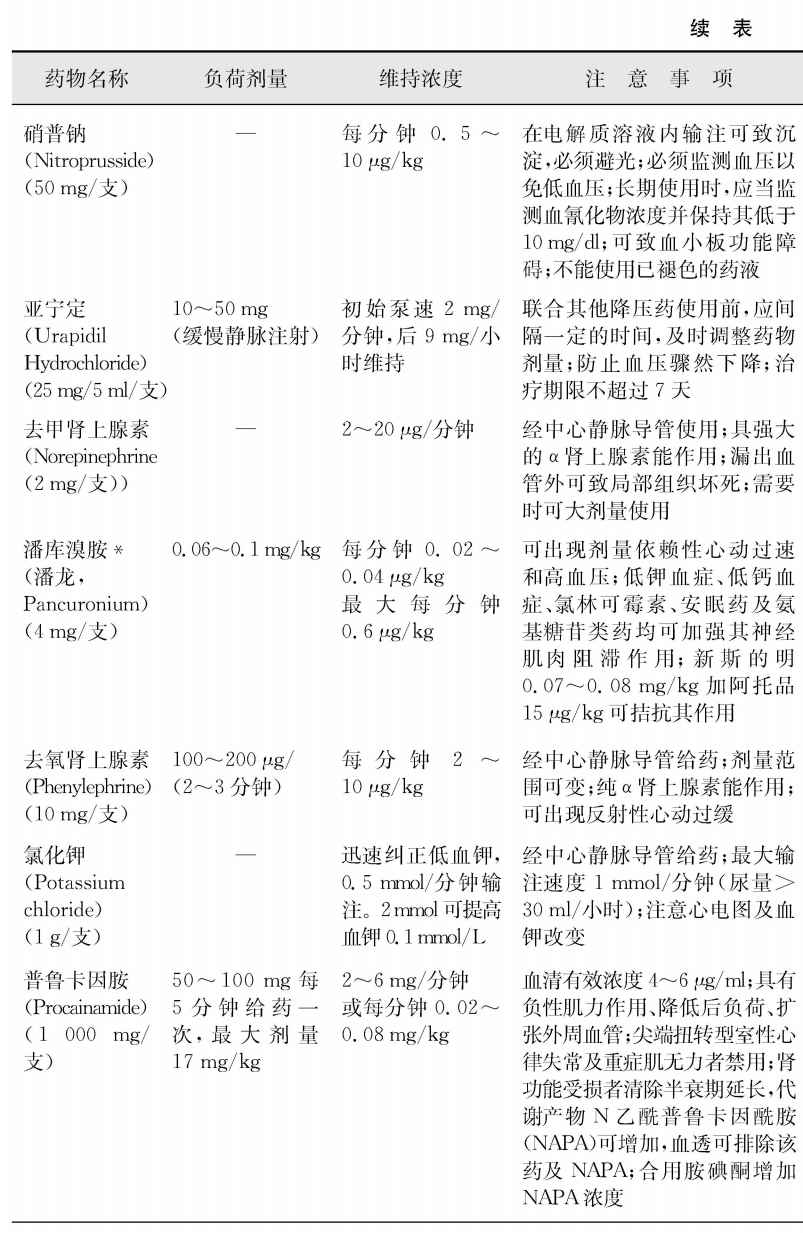 续 表
药物名称 负荷剂量 维持浓度 注 意 事 项
硝普钠
(Nitroprusside)
(50 mg/支)
—
每分钟 0. 5～
10 μg/kg
在电解质溶液内输注可致沉
淀,必须避光;必须监测血压以
免低血压;长期使用时,应当监
测血氰化物浓度并保持其低于
10 mg/dl;可致血小板功能障
碍;不能使用已褪色的药液
亚宁定
(Urapidil
Hydrochloride)
(25 mg/5 ml/支)
10～50 mg
(缓慢静脉注射)
初始泵速 2 mg/
分钟,后 9 mg/小
时维持
联合其他降压药使用前,应间
隔一定的时间,及时调整药物
剂量;防止血压骤然下降;治
疗期限不超过 7 天
去甲肾上腺素
(Norepinephrine
(2 mg/支))
—
2～20 μg/分钟
经中心静脉导管使用;具强大
的 α 肾上腺素能作用;漏出血
管外可致局部组织坏死;需要
时可大剂量使用
潘库溴胺*
(潘龙,
Pancuronium)
(4 mg/支)
0.06～0.1 mg/kg
每分钟 0. 02～
0.04 μg/kg
最大每分钟
0.6 μg/kg
可出现剂量依赖性心动过速
和高血压;低钾血症、低钙血
症、氯林可霉素、安眠药及氨
基糖苷类药均可加强其神经
肌肉阻滞作用;新斯的明
0.07～0. 08 mg/kg 加阿托品
15 μg/kg 可拮抗其作用
去氧肾上腺素
(Phenylephrine)
(10 mg/支)
100～200 μg/
(2～3 分钟)
每分钟 2～
10 μg/kg
经中心静脉导管给药;剂量范
围可变;纯 α 肾上腺素能作用;
可出现反射性心动过缓
氯化钾
(Potassium
chloride)
(1 g/支)
—
迅速纠正低血钾,
0. 5 mmol/分钟输
注。2 mmol 可提高
血钾 0.1 mmol/L
经中心静脉导管给药;最大输
注速度 1 mmol/分钟(尿量>
30 ml/小时);注意心电图及血
钾改变
普鲁卡因胺
(Procainamide)
(1 000 mg/
支)
50～100 mg 每
5 分钟给药一
次,最大剂量
17 mg/kg
2～6 mg/分钟
或每分钟 0.02～
0.08 mg/kg
血清有效浓度 4～6 μg/ml;具有
负性肌力作用、降低后负荷、扩
张外周血管;尖端扭转型室性心
律失常及重症肌无力者禁用;肾
功能受损者清除半衰期延长,代
谢产物 N 乙酰普鲁卡因酰胺
(NAPA)可增加,血透可排除该
药及 NAPA;合用胺碘酮增加
NAPA 浓度